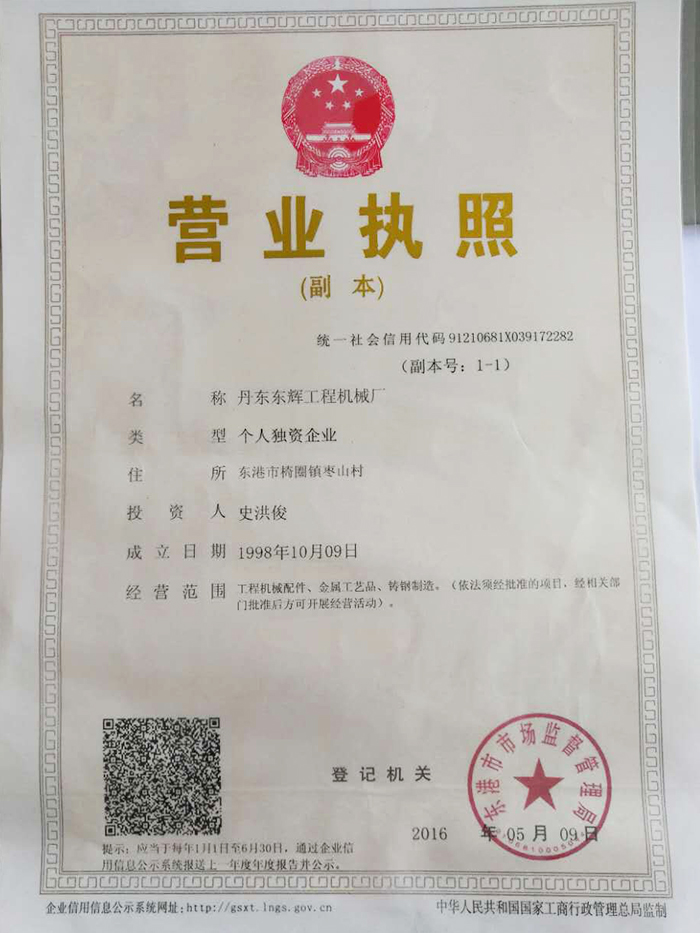 营业执照
(副 本)
统一社会信用代码 91210681X039172282
（副本号：1-1）
名称 丹东东辉工程机械厂
类型 个人独资企业
住所 东港市椅圈镇枣山村
投资人 史洪俊
成立日期 1998年10月09日
经营范围 工程机械配件、金属工艺品、铸钢制造。（依法须经批准的项目，经相关部
门批准后方可开展经营活动）。
登记机关
东港市市场监督管理局
2016 年 05 月 09 日
提示：应当于每年1月1日至6月30日，通过企业信
用信息公示系统报送上一年度年度报告并公示。
企业信用信息公示系统网址：http://gsxt.lngs.gov.cn
中华人民共和国国家工商行政管理总局监制